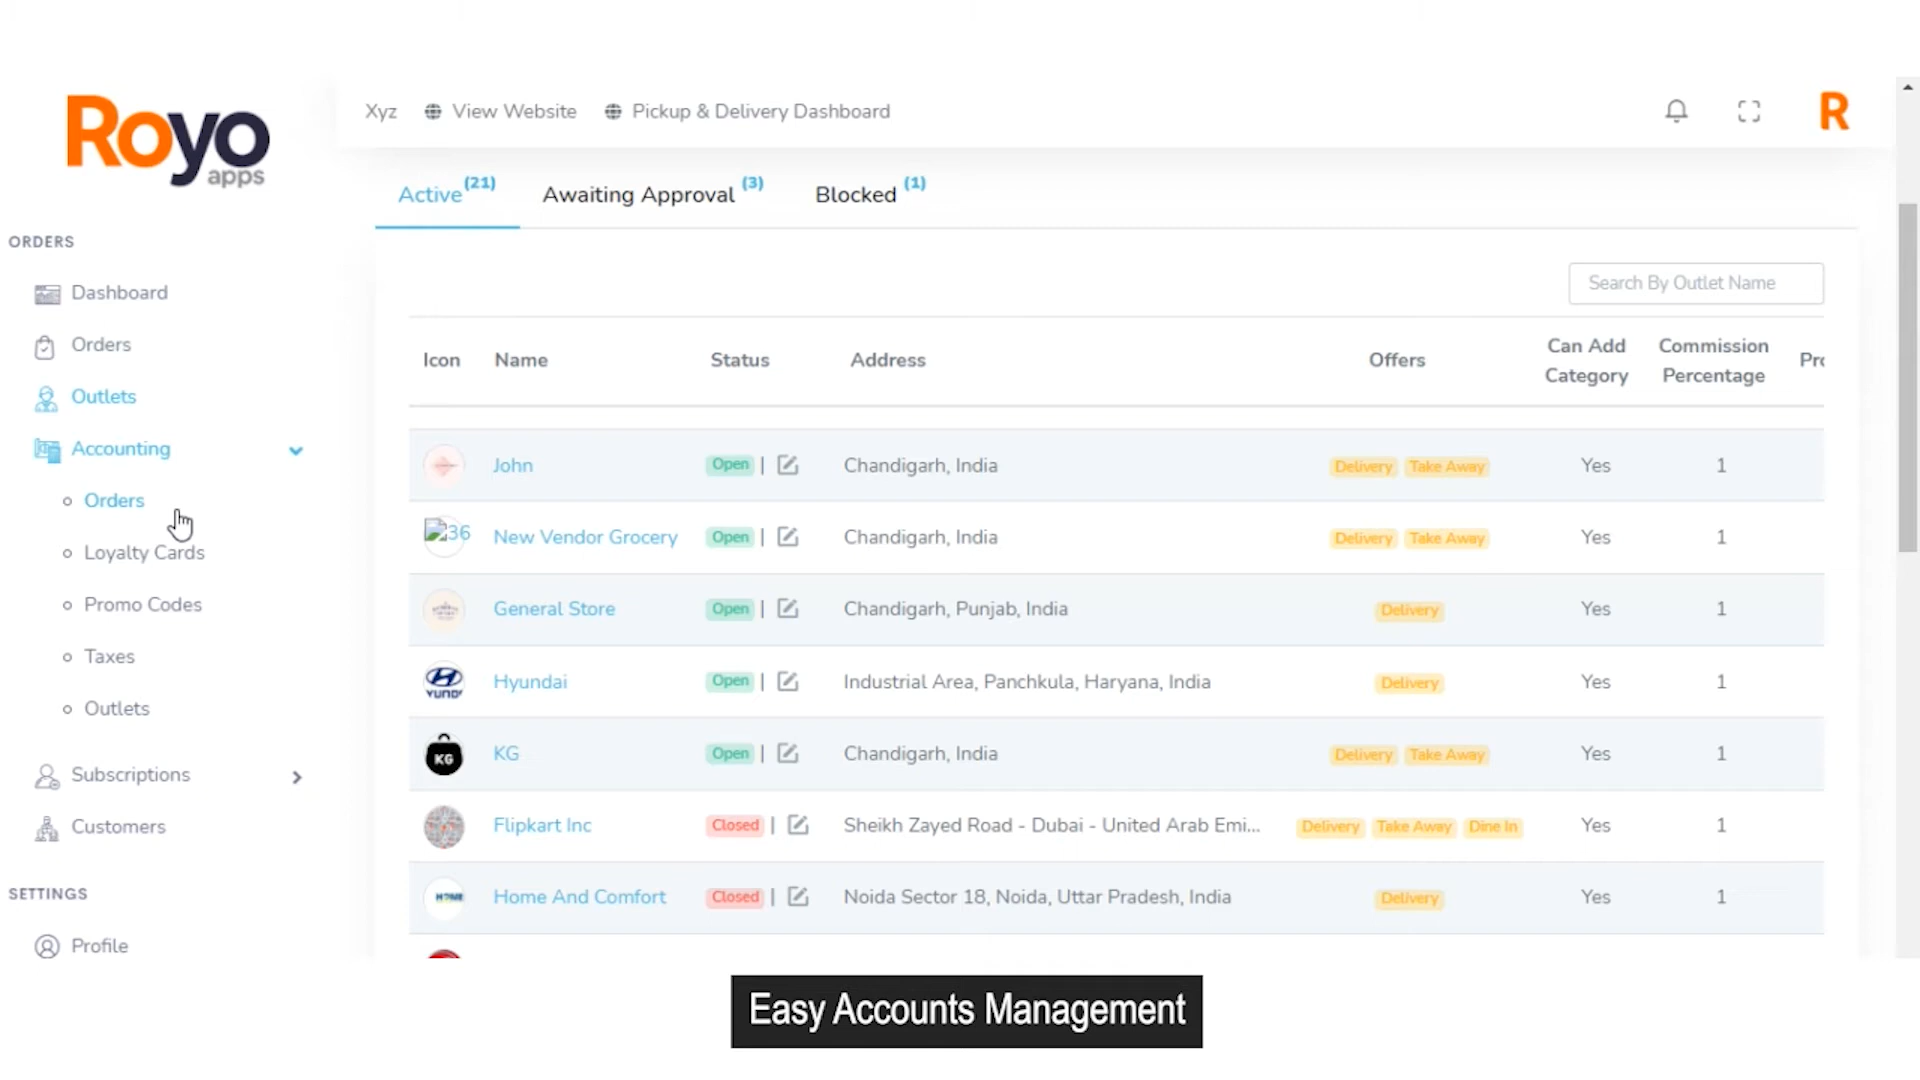 Royo
apps
Xyz View Website Pickup & Delivery Dashboard R
Active (21) Awaiting Approval (3) Blocked (1)
ORDERS
Dashboard
Orders
Outlets
Accounting
Orders
Loyalty Cards
Promo Codes
Taxes
Outlets
Subscriptions
Customers
SETTINGS
Profile
Search By Outlet Name
Icon Name Status Address Offers Can Add Category Commission Percentage
John Open | Chandigarh, India Delivery Take Away Yes 1
36 New Vendor Grocery Open | Chandigarh, India Delivery Take Away Yes 1
General Store Open | Chandigarh, Punjab, India Delivery Yes 1
Hyundai Open | Industrial Area, Panchkula, Haryana, India Delivery Yes 1
KG KG Open | Chandigarh, India Delivery Take Away Yes 1
Flipkart Inc Closed | Sheikh Zayed Road - Dubai - United Arab Emi... Delivery Take Away Dine In Yes 1
HOME Home And Comfort Closed | Noida Sector 18, Noida, Uttar Pradesh, India Delivery Yes 1
Easy Accounts Management